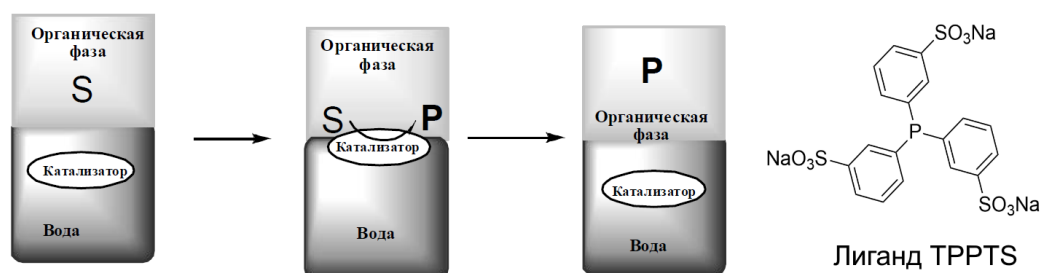 Органическая
фаза
S
Катализатор
Вода
Органическая
фаза
S
P
Катализатор
Вода
P
Органическая
фаза
Катализатор
Вода
SO3Na
P
NaO3S
SO3Na
Лиганд TPPTS